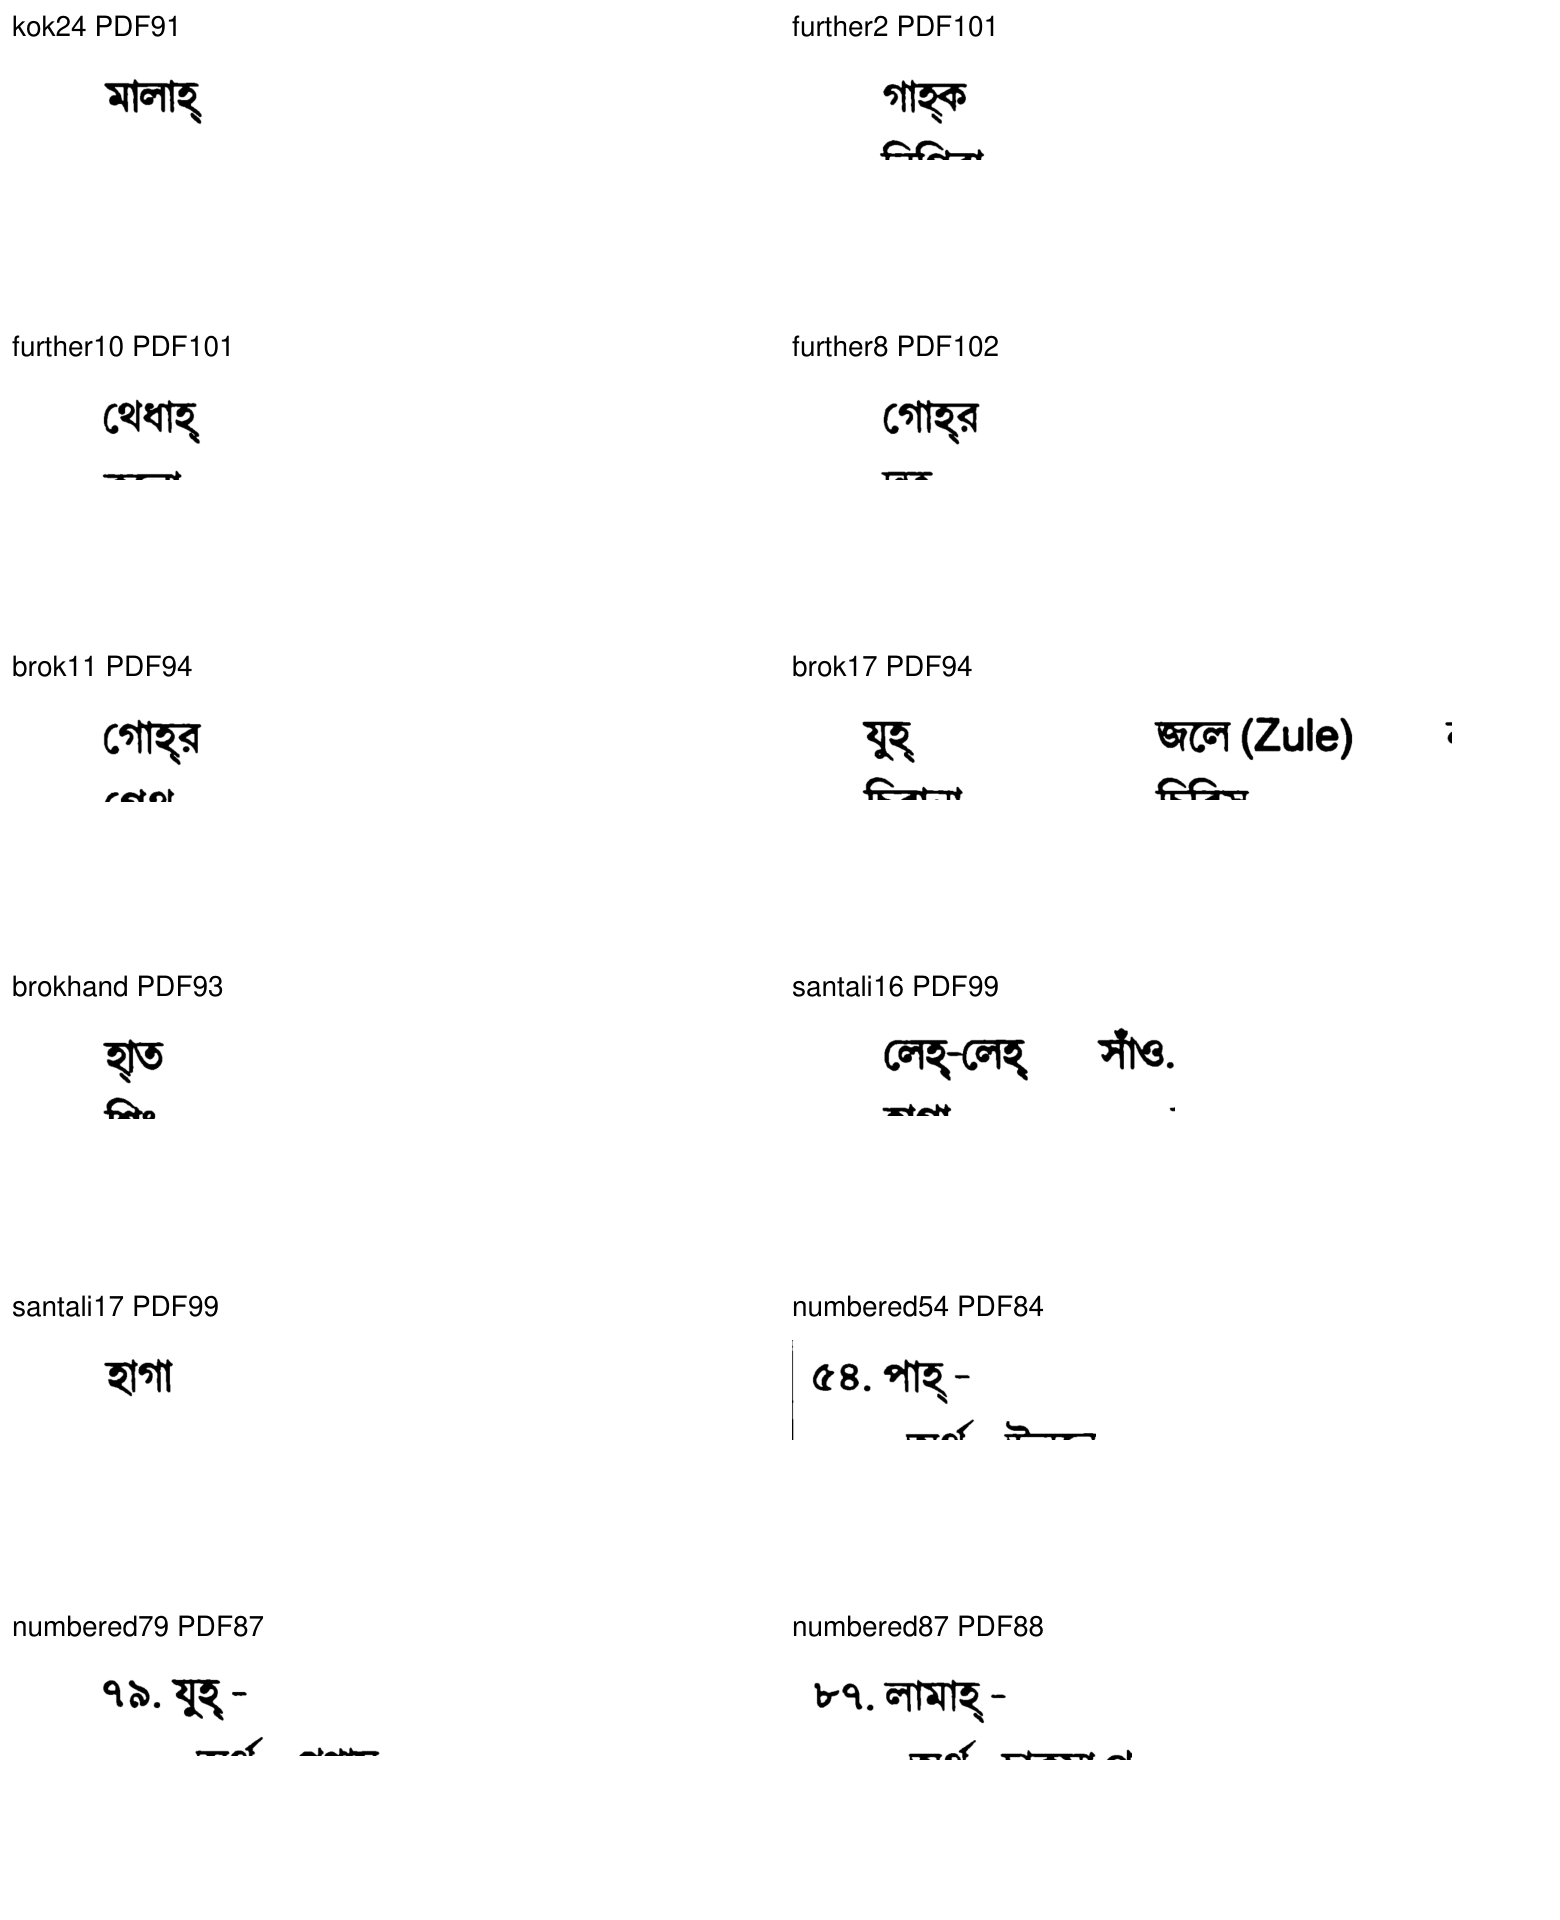 kok24 PDF91
মালাহ্
further2 PDF101
গাহ্ক
further10 PDF101
থেধাহ্
further8 PDF102
গোহ্র
brok11 PDF94
গোহ্র
brok17 PDF94
যুহ্ জলে (Zule)
brokhand PDF93
হ্াত
santali16 PDF99
লেহ্-লেহ্ সাঁও.
santali17 PDF99
হাগা
numbered54 PDF84
৫৪. পাহ্ -
numbered79 PDF87
৭৯. যুহ্ -
numbered87 PDF88
৮৭. লামাহ্ -